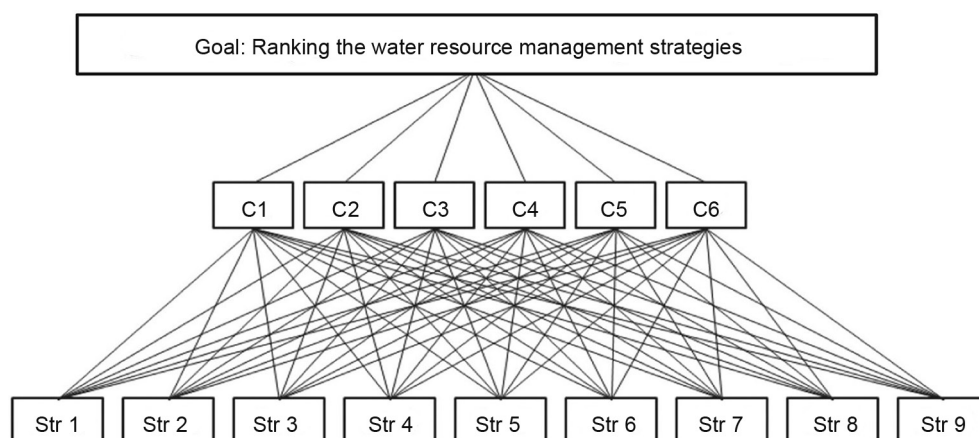 Goal: Ranking the water resource management strategies
C1 C2 C3 C4 C5 C6
Str 1 Str 2 Str 3 Str 4 Str 5 Str 6 Str 7 Str 8 Str 9